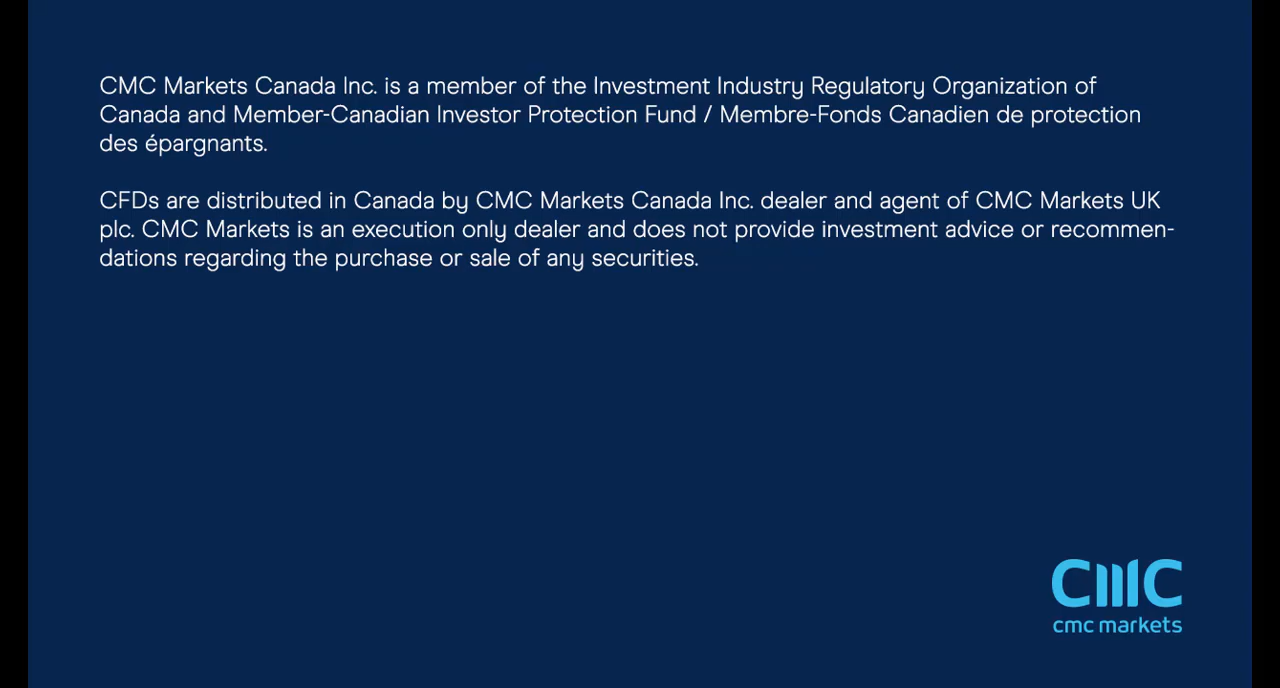 CMC Markets Canada Inc. is a member of the Investment Industry Regulatory Organization of
Canada and Member-Canadian Investor Protection Fund / Membre-Fonds Canadien de protection
des épargnants.
CFDs are distributed in Canada by CMC Markets Canada Inc. dealer and agent of CMC Markets UK
plc. CMC Markets is an execution only dealer and does not provide investment advice or recommen-
dations regarding the purchase or sale of any securities.
CMC
cmc markets